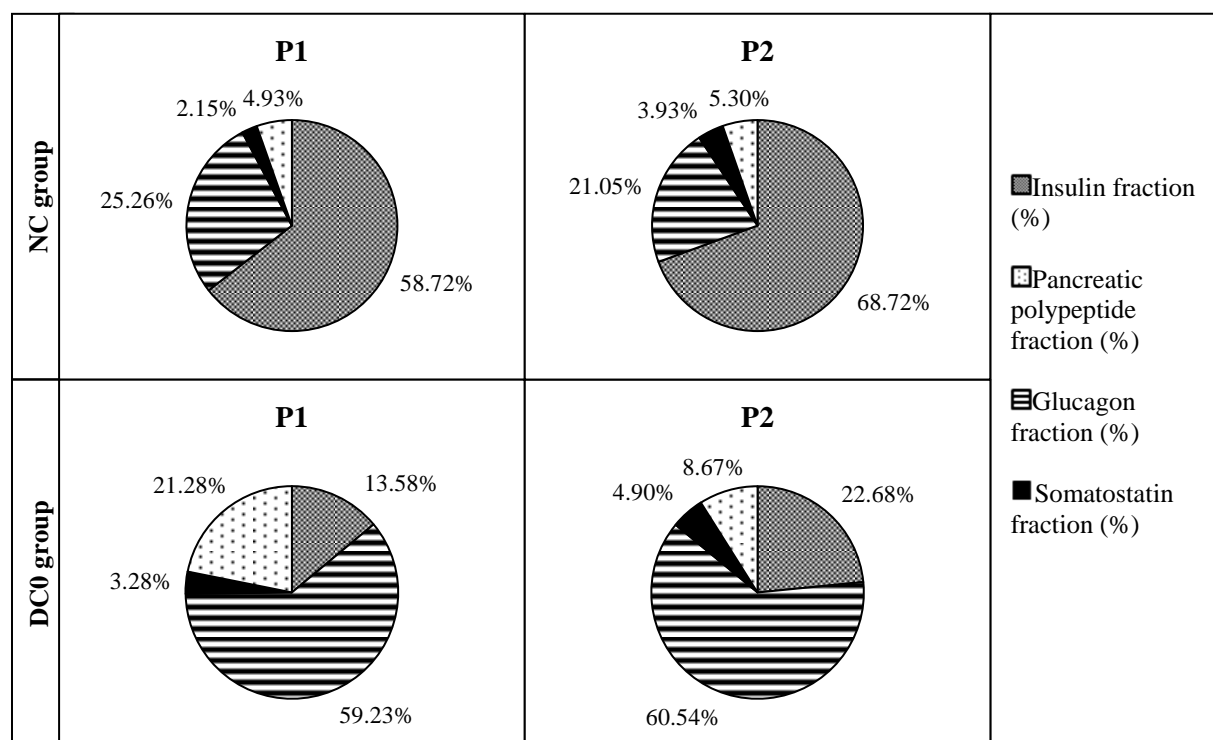 P1
P2
NC group
2.15%
4.93%
25.26%
58.72%
3.93%
5.30%
21.05%
68.72%
DC0 group
P1
P2
21.28%
13.58%
3.28%
59.23%
4.90%
8.67%
22.68%
60.54%
Insulin fraction
(%)
Pancreatic
polypeptide
fraction (%)
Glucagon
fraction (%)
Somatostatin
fraction (%)